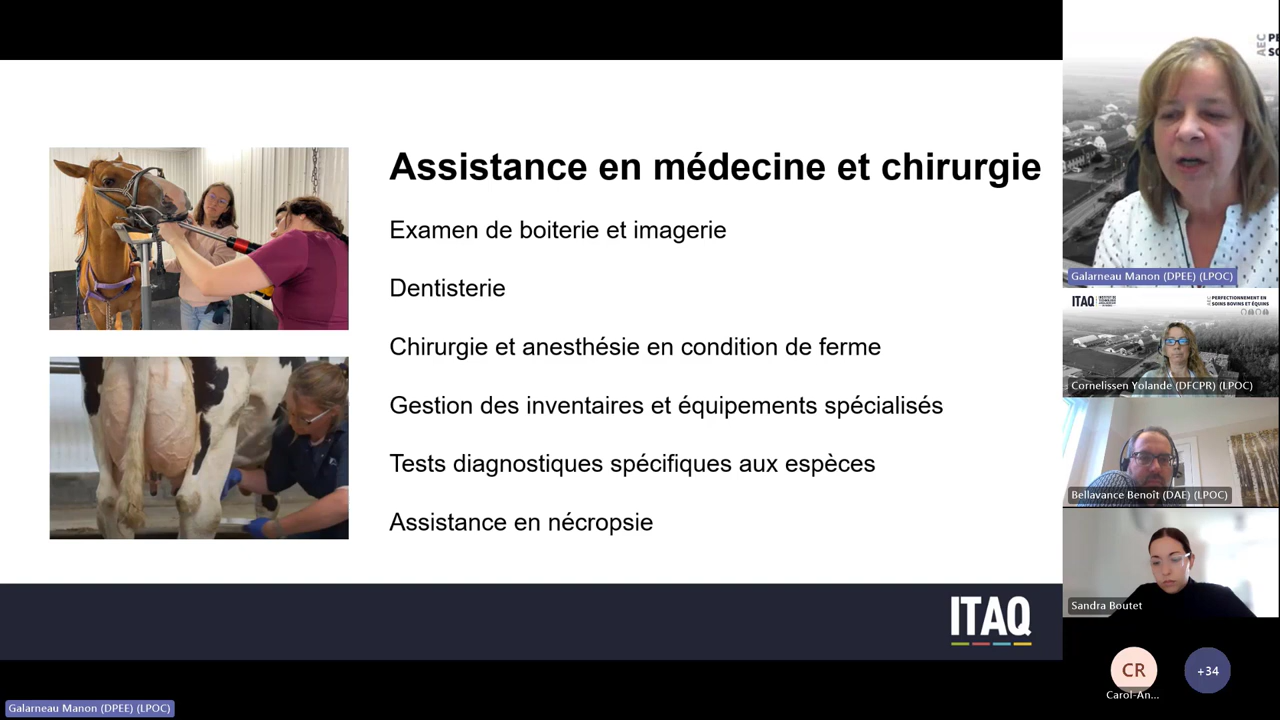 Assistance en médecine et chirurgie
Examen de boiterie et imagerie
Dentisterie
Chirurgie et anesthésie en condition de ferme
Gestion des inventaires et équipements spécialisés
Tests diagnostiques spécifiques aux espèces
Assistance en nécropsie
ITAQ
Galarneau Manon (DPEE) (LPOC)
AEC
Galarneau Manon (DPEE) (LPOC)
ITAQ
AEC
PERFECTIONNEMENT EN
SOINS BOVINS ET ÉQUINS
Cornelissen Yolande (DFCPR) (LPOC)
Bellavance Benoît (DAE) (LPOC)
Sandra Boutet
CR
Carol-An...
+34